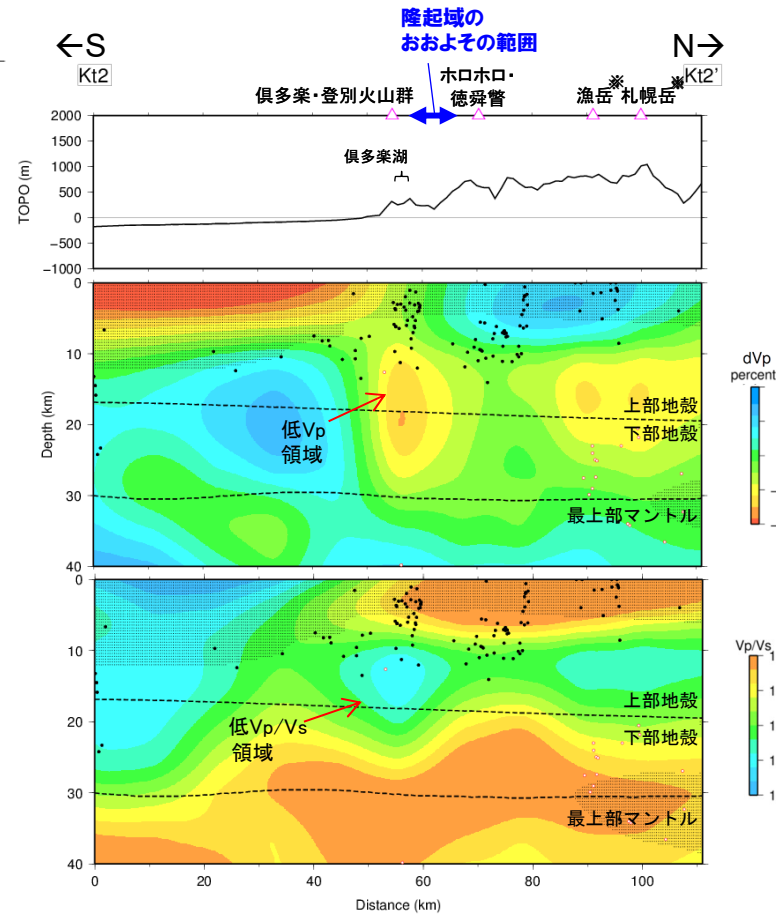 隆起域の
おおよその範囲
←S
N→
Kt2
Kt2'
ホロホロ・
徳舜瞥
倶多楽・登別火山群
漁岳※
札幌岳※
倶多楽湖
TOPO (m)
2000
1500
1000
500
0
−500
−1000
Depth (km)
0
10
20
30
40
低Vp
領域
上部地殻
下部地殻
最上部マントル
dVp
percent
0
10
20
30
40
低Vp/Vs
領域
上部地殻
下部地殻
最上部マントル
Vp/Vs
1
1
1
1
1
0
20
40
60
80
100
Distance (km)